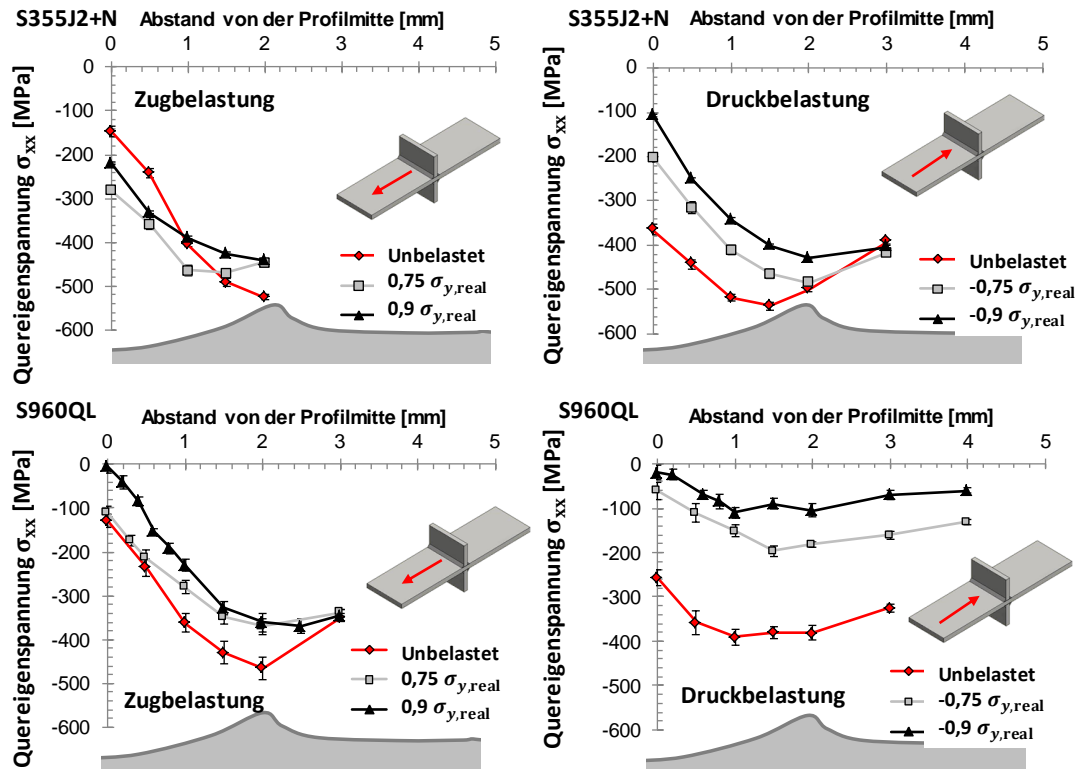 S355J2+N
Abstand von der Profilmitte [mm]
0 1 2 3 4 5
0
-100
-200
-300
-400
-500
-600
Quereigenspannung σxx [MPa]
Zugbelastung
Unbelastet
0,75 σy,real
0,9 σy,real
S355J2+N
Abstand von der Profilmitte [mm]
0 1 2 3 4 5
0
-100
-200
-300
-400
-500
-600
Quereigenspannung σxx [MPa]
Druckbelastung
Unbelastet
-0,75 σy,real
-0,9 σy,real
S960QL
Abstand von der Profilmitte [mm]
0 1 2 3 4 5
0
-100
-200
-300
-400
-500
-600
Quereigenspannung σxx [MPa]
Unbelastet
0,75 σy,real
0,9 σy,real
Zugbelastung
S960QL
Abstand von der Profilmitte [mm]
0 1 2 3 4 5
0
-100
-200
-300
-400
-500
-600
Quereigenspannung σxx [MPa]
Unbelastet
-0,75 σy,real
-0,9 σy,real
Druckbelastung